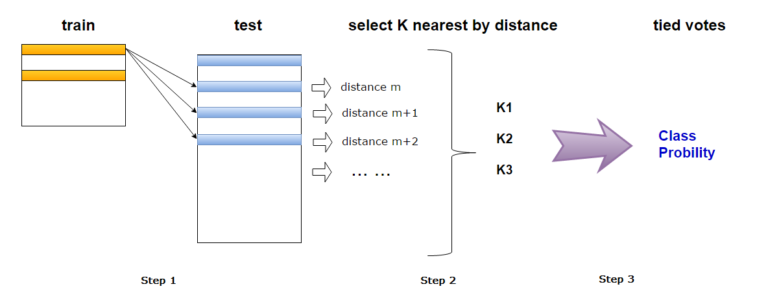 train
test
select K nearest by distance
tied votes
distance m
distance m+1
distance m+2
... ...
K1
K2
K3
Class
Probility
Step 1
Step 2
Step 3